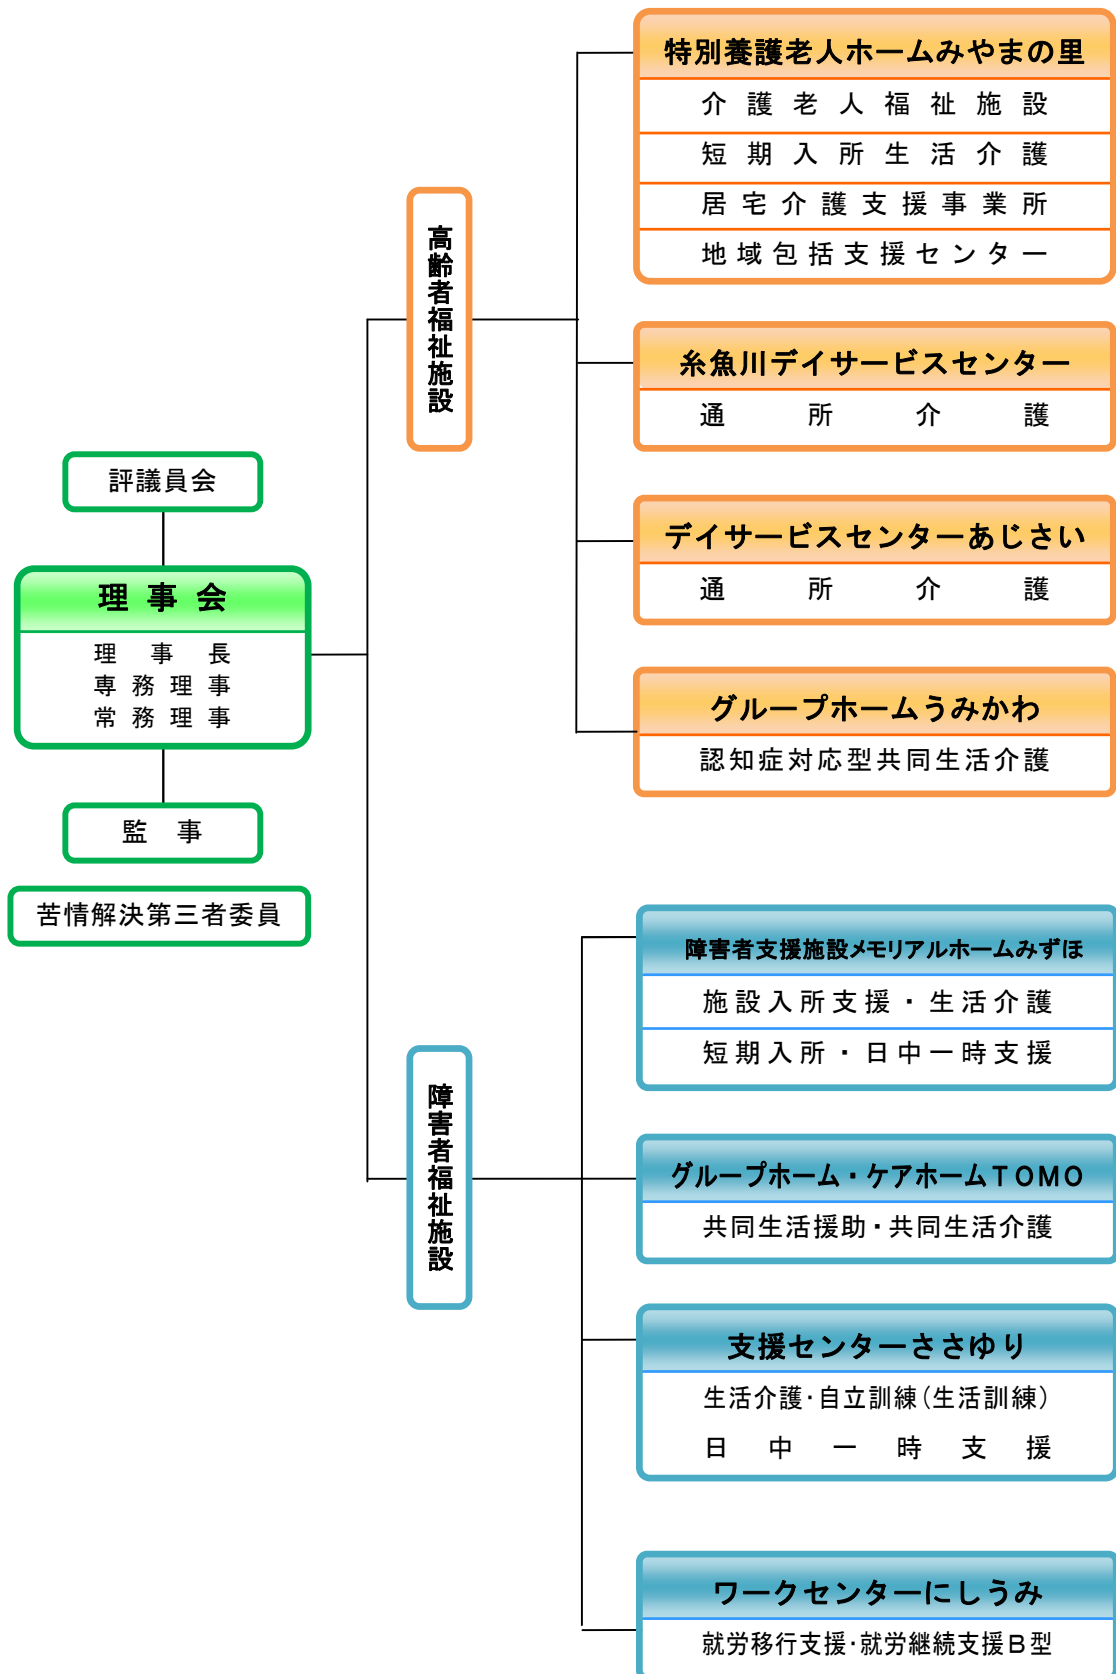 評議員会
理事会
理事長
専務理事
常務理事
監事
苦情解決第三者委員
高齢者福祉施設
特別養護老人ホームみやまの里
介護老人福祉施設
短期入所生活介護
居宅介護支援事業所
地域包括支援センター
糸魚川デイサービスセンター
通所介護
デイサービスセンターあじさい
通所介護
グループホームうみかわ
認知症対応型共同生活介護
障害者福祉施設
障害者支援施設メモリアルホームみずほ
施設入所支援・生活介護
短期入所・日中一時支援
グループホーム・ケアホームTOMO
共同生活援助・共同生活介護
支援センターささゆり
生活介護・自立訓練(生活訓練)
日中一時支援
ワークセンターにしうみ
就労移行支援・就労継続支援B型